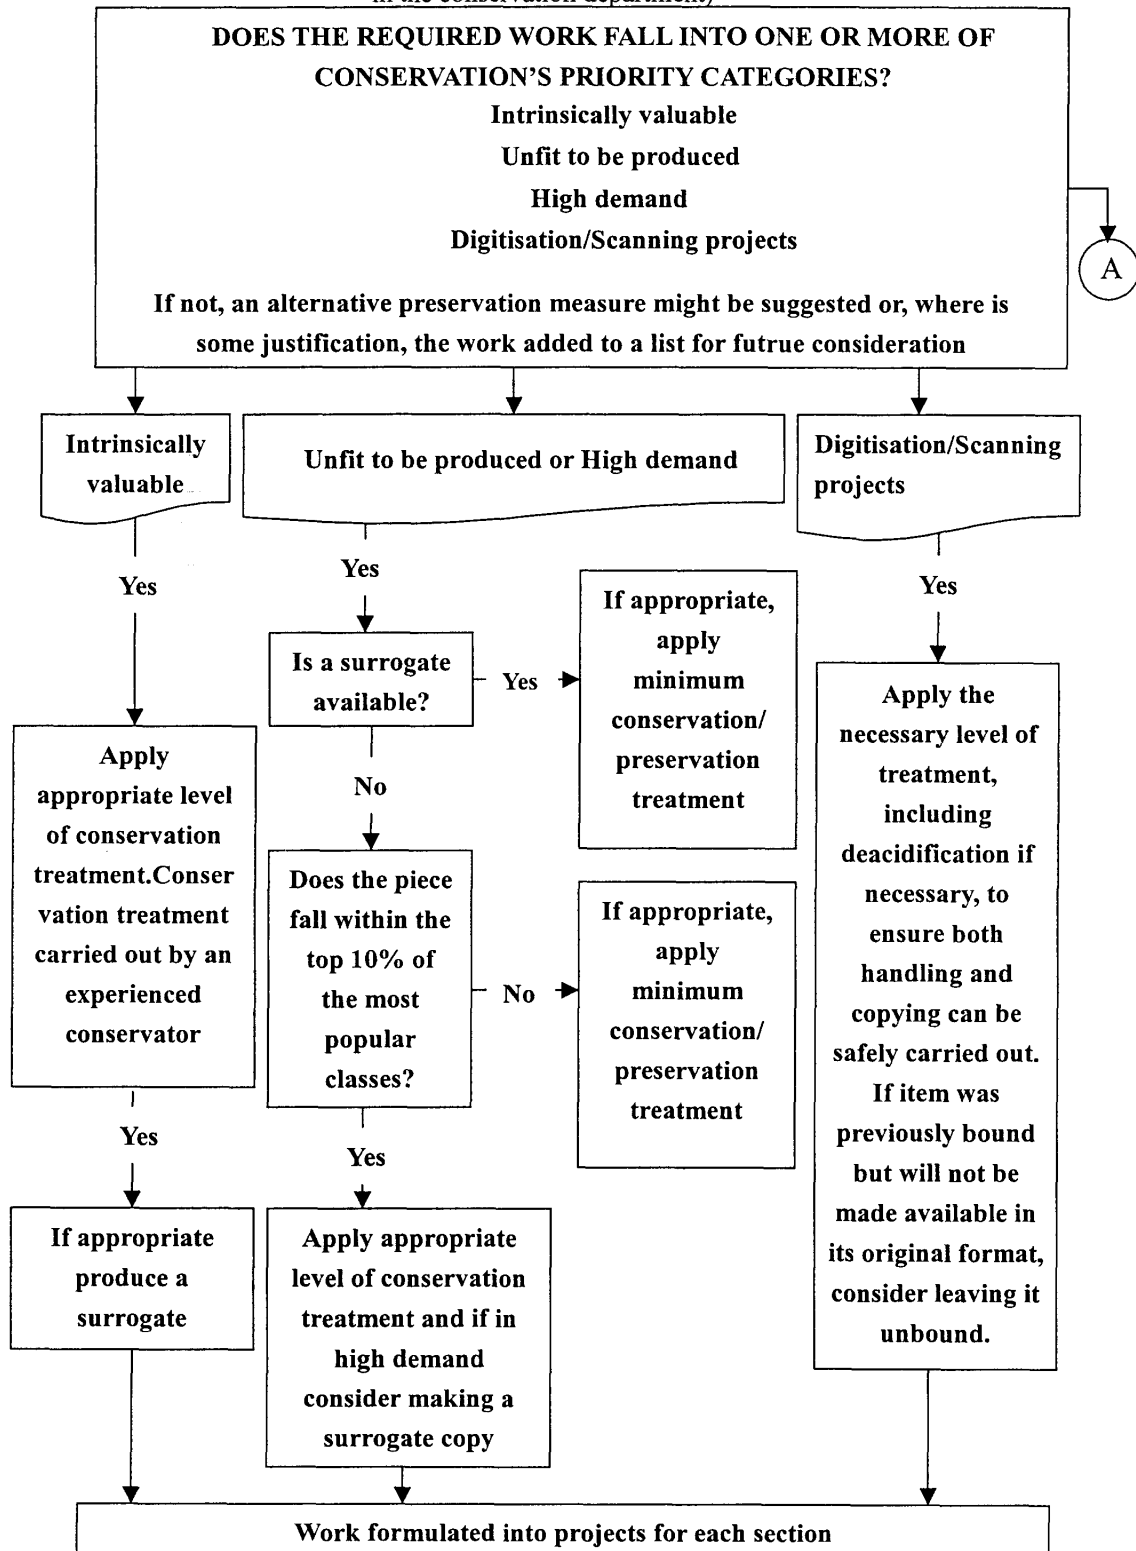 in the conservation department)
DOES THE REQUIRED WORK FALL INTO ONE OR MORE OF
CONSERVATION'S PRIORITY CATEGORIES?
Intrinsically valuable
Unfit to be produced
High demand
Digitisation/Scanning projects
If not, an alternative preservation measure might be suggested or, where is
some justification, the work added to a list for futrue consideration
A
Intrinsically
valuable
Unfit to be produced or High demand
Digitisation/Scanning
projects
Yes
Yes
Yes
Is a surrogate
available?
Yes
If appropriate,
apply
minimum
conservation/
preservation
treatment
No
Apply
appropriate level
of conservation
treatment.Conser
vation treatment
carried out by an
experienced
conservator
Does the piece
fall within the
top 10% of
the most
popular
classes?
No
If appropriate,
apply
minimum
conservation/
preservation
treatment
Apply the
necessary level of
treatment,
including
deacidification if
necessary, to
ensure both
handling and
copying can be
safely carried out.
If item was
previously bound
but will not be
made available in
its original format,
consider leaving it
unbound.
Yes
Yes
If appropriate
produce a
surrogate
Apply appropriate
level of conservation
treatment and if in
high demand
consider making a
surrogate copy
Work formulated into projects for each section